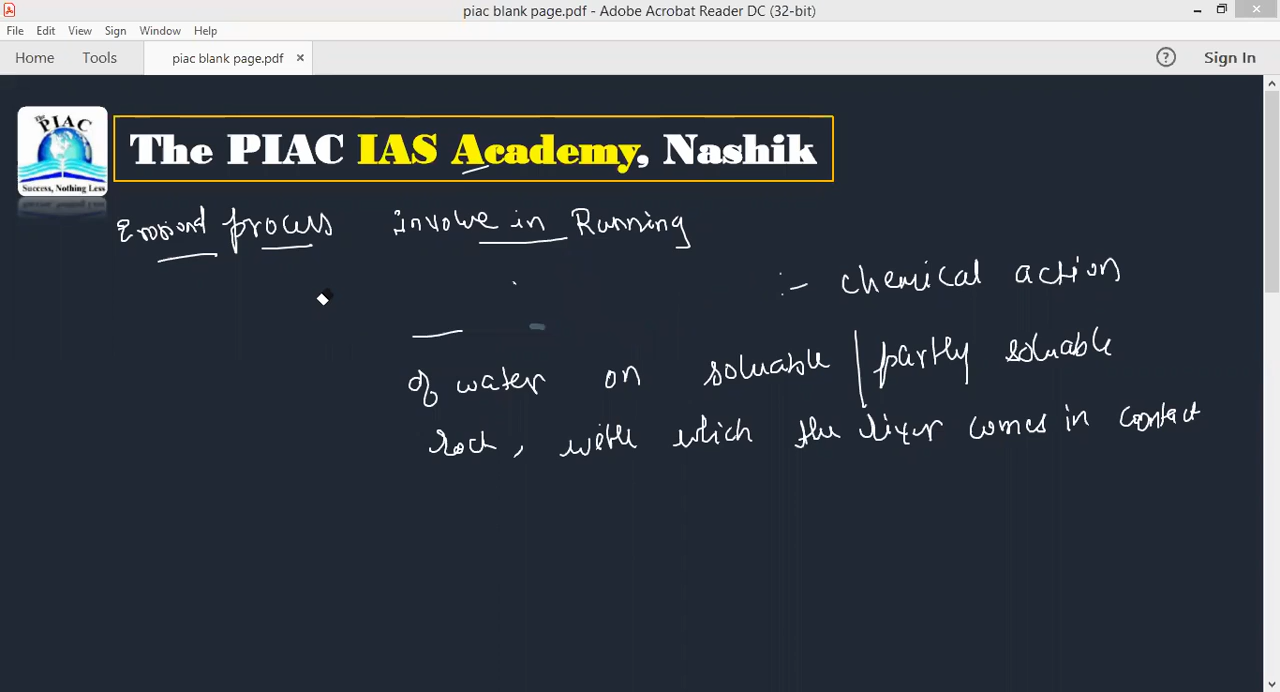 piac blank page.pdf - Adobe Acrobat Reader DC (32-bit)
File Edit View Sign Window Help
Home Tools piac blank page.pdf × ? Sign In
The PIAC
Success, Nothing Less
The PIAC IAS Academy, Nashik
process involve in Running
:- chemical action
of water on soluable / partly soluable
rock, with which the river comes in contact